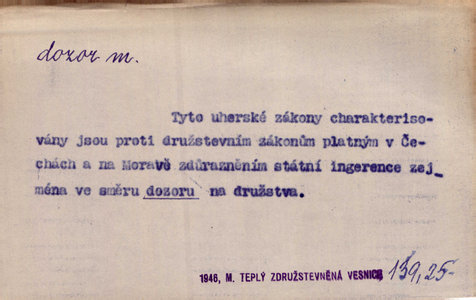 dozor m.
Tyto uherské zákony charakteriso-
vány jsou proti družstevním zákonům platným v Če-
chách a na Moravě zdůrazněním státní ingerence zej_
ména ve směru dozoru na družstva.
1946, M. TEPLÝ ZDRUŽSTEVNĚNÁ VESNICE 139,25-